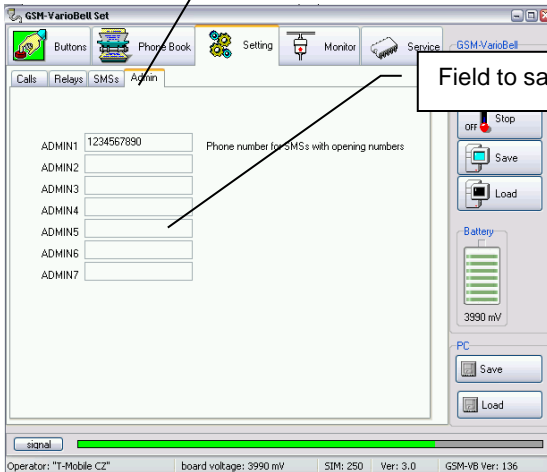 GSM-VarioBell Set
Buttons Phone Book Setting Monitor Service
GSM-VarioBell
Calls Relays SMSs Admin
Field to sa
OFF Stop
ADMIN1 1234567890 Phone number for SMSs with opening numbers
Save
ADMIN2
ADMIN3
Load
ADMIN4
ADMIN5
Battery
ADMIN6
ADMIN7
3990 mV
PC
Save
Load
signal
Operator: "T-Mobile CZ" board voltage: 3990 mV SIM: 250 Ver: 3.0 GSM-VB Ver: 136